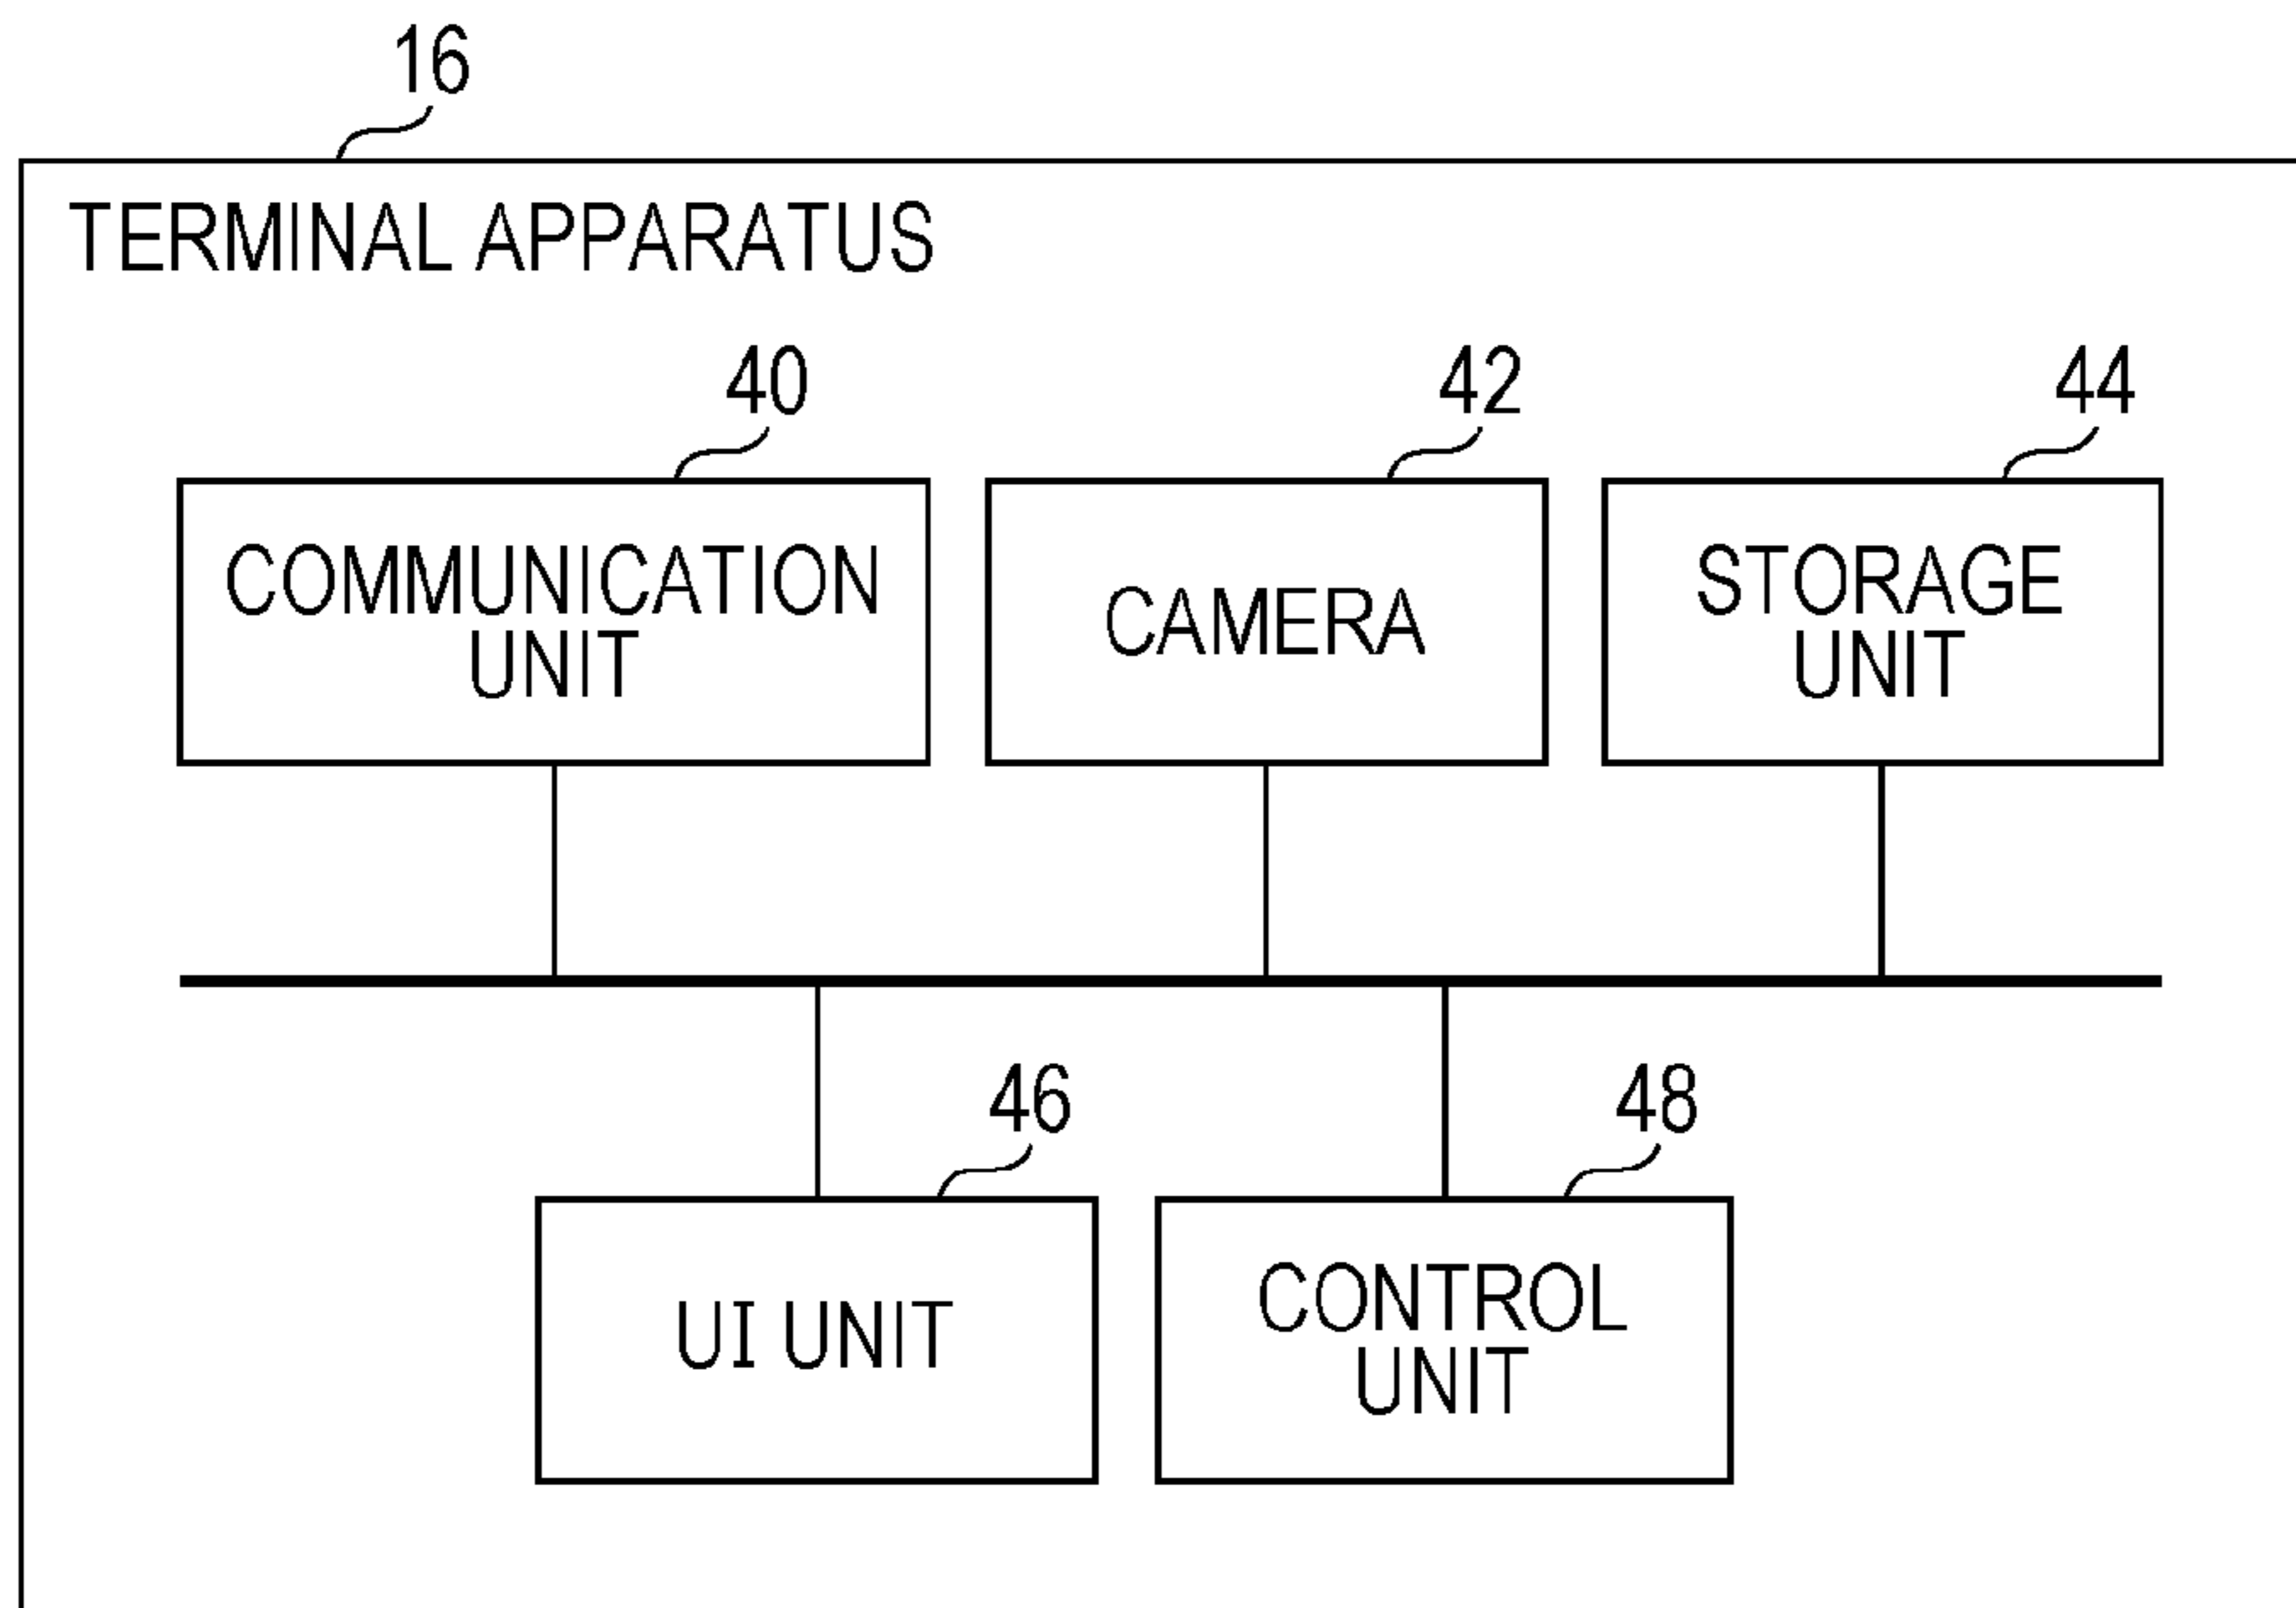 16
TERMINAL APPARATUS
40
42
44
COMMUNICATION
UNIT
CAMERA
STORAGE
UNIT
46
48
UI UNIT
CONTROL
UNIT